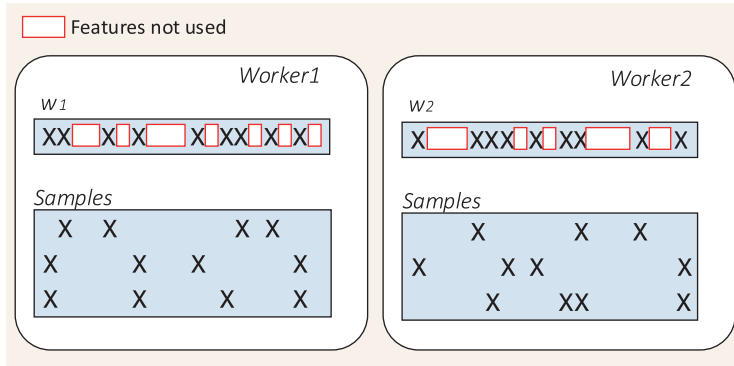 Features not used
Worker1
w1
XX X X X XX X X
Samples
X X X X
X X X X
X X X X
Worker2
w2
X XXX X XX X X
Samples
X X X
X X X X
X XX X